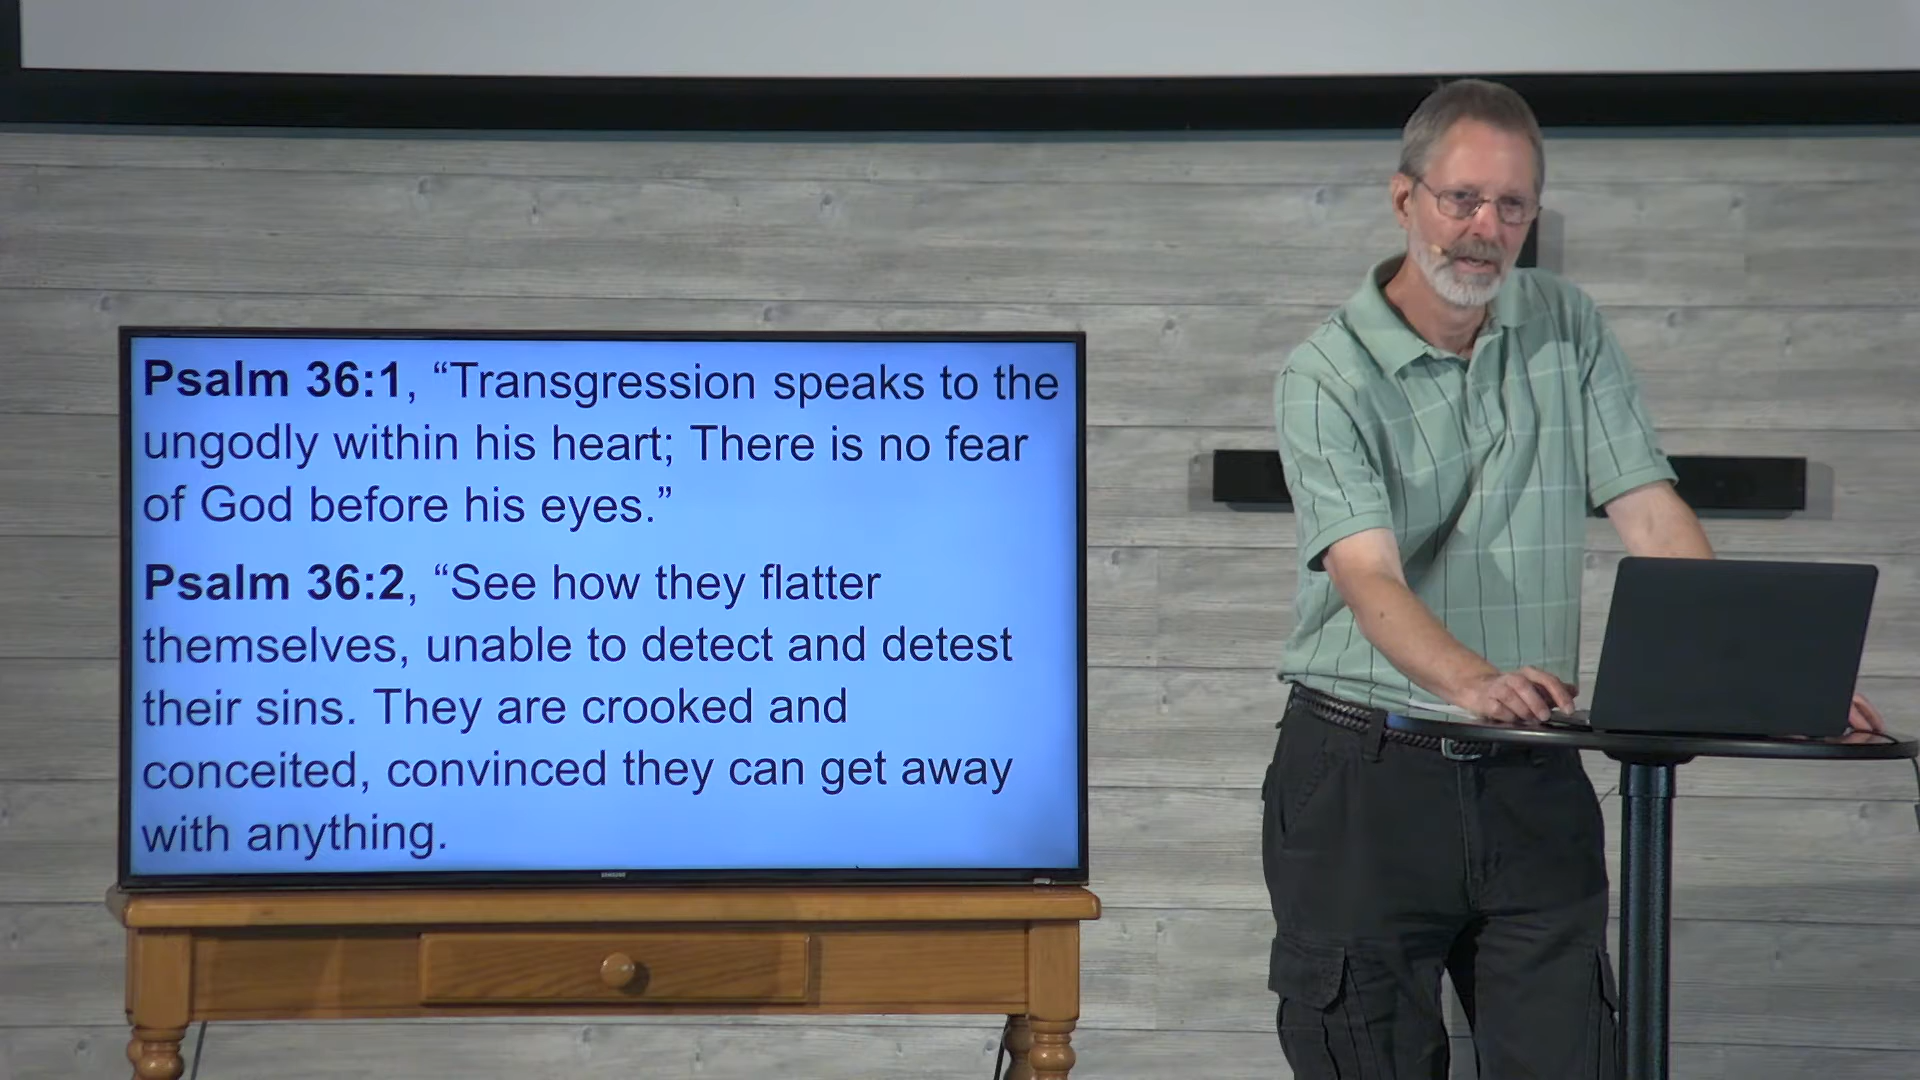 Psalm 36:1, “Transgression speaks to the
ungodly within his heart; There is no fear
of God before his eyes.”
Psalm 36:2, “See how they flatter
themselves, unable to detect and detest
their sins. They are crooked and
conceited, convinced they can get away
with anything.
SAMSUNG